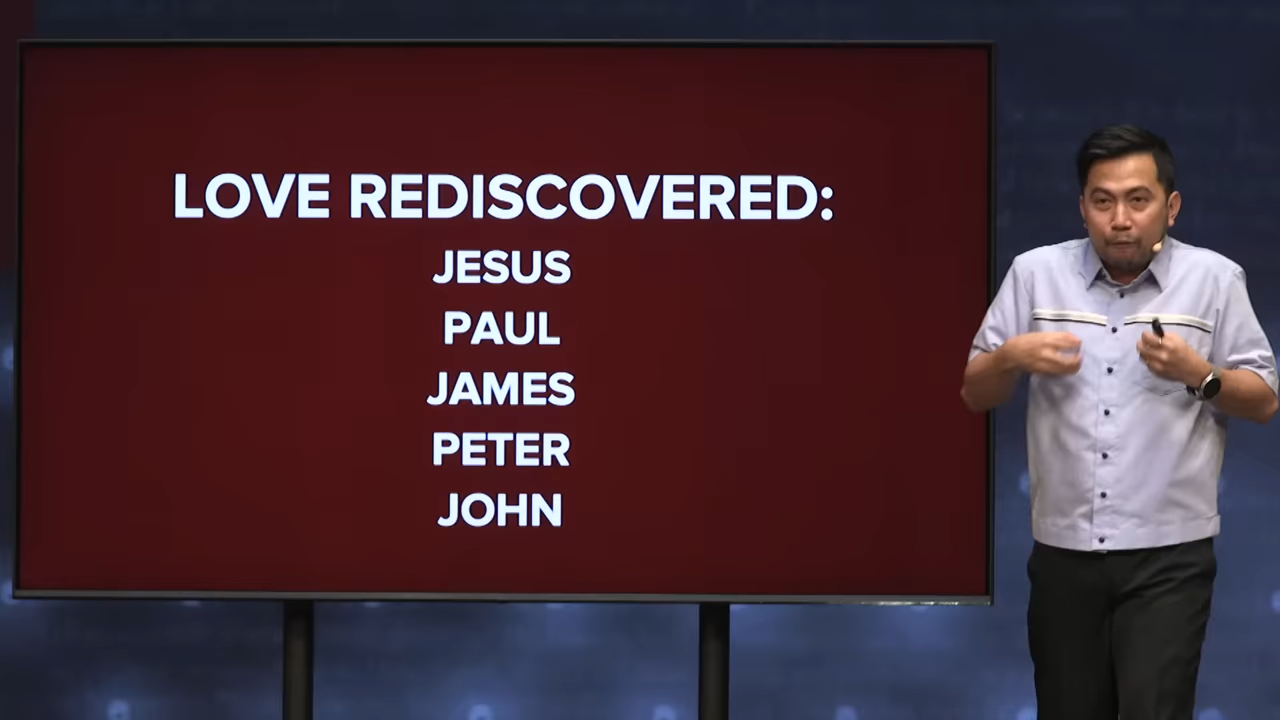 LOVE REDISCOVERED:
JESUS
PAUL
JAMES
PETER
JOHN